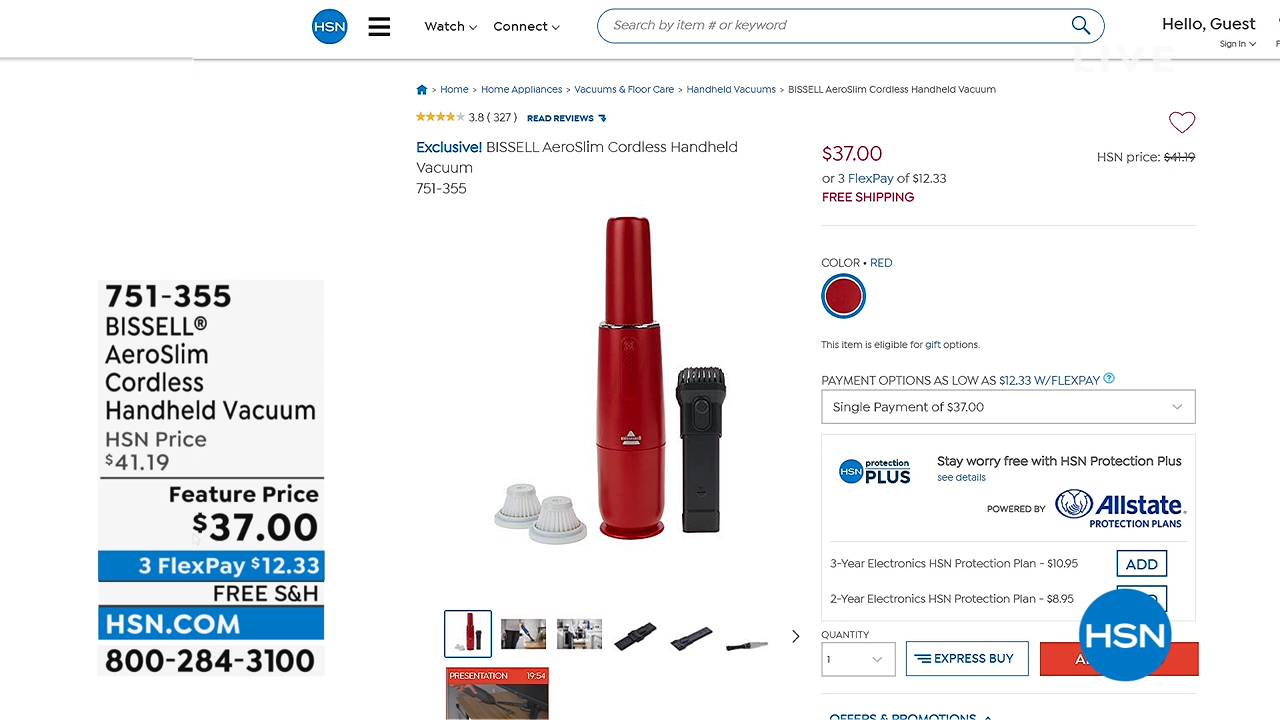 HSN
Watch
Connect
Search by item # or keyword
Hello, Guest
Sign In
LIVE
> Home > Home Appliances > Vacuums & Floor Care > Handheld Vacuums > BISSELL AeroSlim Cordless Handheld Vacuum
3.8 ( 327 ) READ REVIEWS
Exclusive! BISSELL AeroSlim Cordless Handheld
Vacuum
751-355
$37.00
HSN price: $41.19
or 3 FlexPay of $12.33
FREE SHIPPING
COLOR • RED
This item is eligible for gift options.
PAYMENT OPTIONS AS LOW AS $12.33 W/FLEXPAY ?
Single Payment of $37.00
HSN protection PLUS
Stay worry free with HSN Protection Plus
see details
POWERED BY Allstate.
PROTECTION PLANS
3-Year Electronics HSN Protection Plan - $10.95
ADD
2-Year Electronics HSN Protection Plan - $8.95
QUANTITY
1
EXPRESS BUY
HSN
OFFERS & PROMOTIONS
PRESENTATION 19:54
751-355
BISSELL®
AeroSlim
Cordless
Handheld Vacuum
HSN Price
$41.19
Feature Price
$37.00
3 FlexPay $12.33
FREE S&H
HSN.COM
800-284-3100